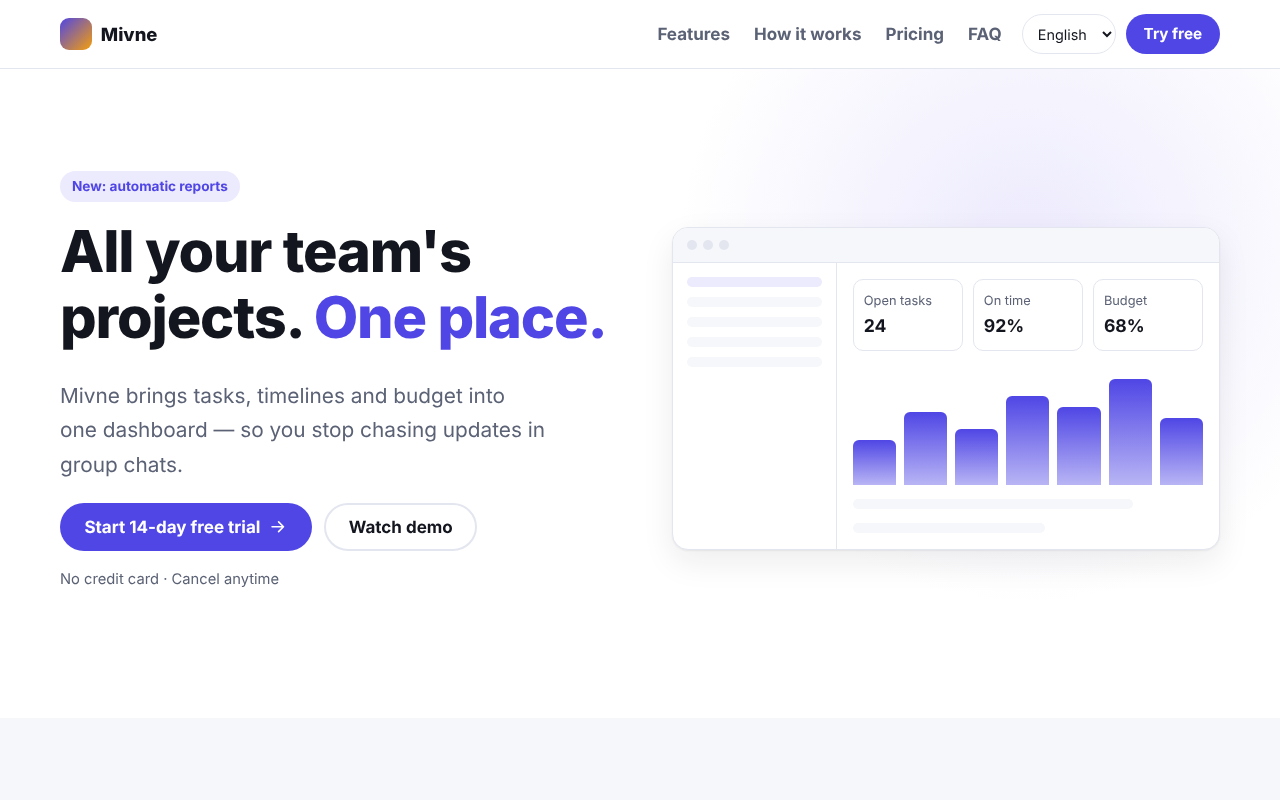 Mivne
Features
How it works
Pricing
FAQ
English
Try free
New: automatic reports
All your team's
projects. One place.
Mivne brings tasks, timelines and budget into
one dashboard — so you stop chasing updates in
group chats.
Start 14-day free trial →
Watch demo
No credit card · Cancel anytime
Open tasks
24
On time
92%
Budget
68%